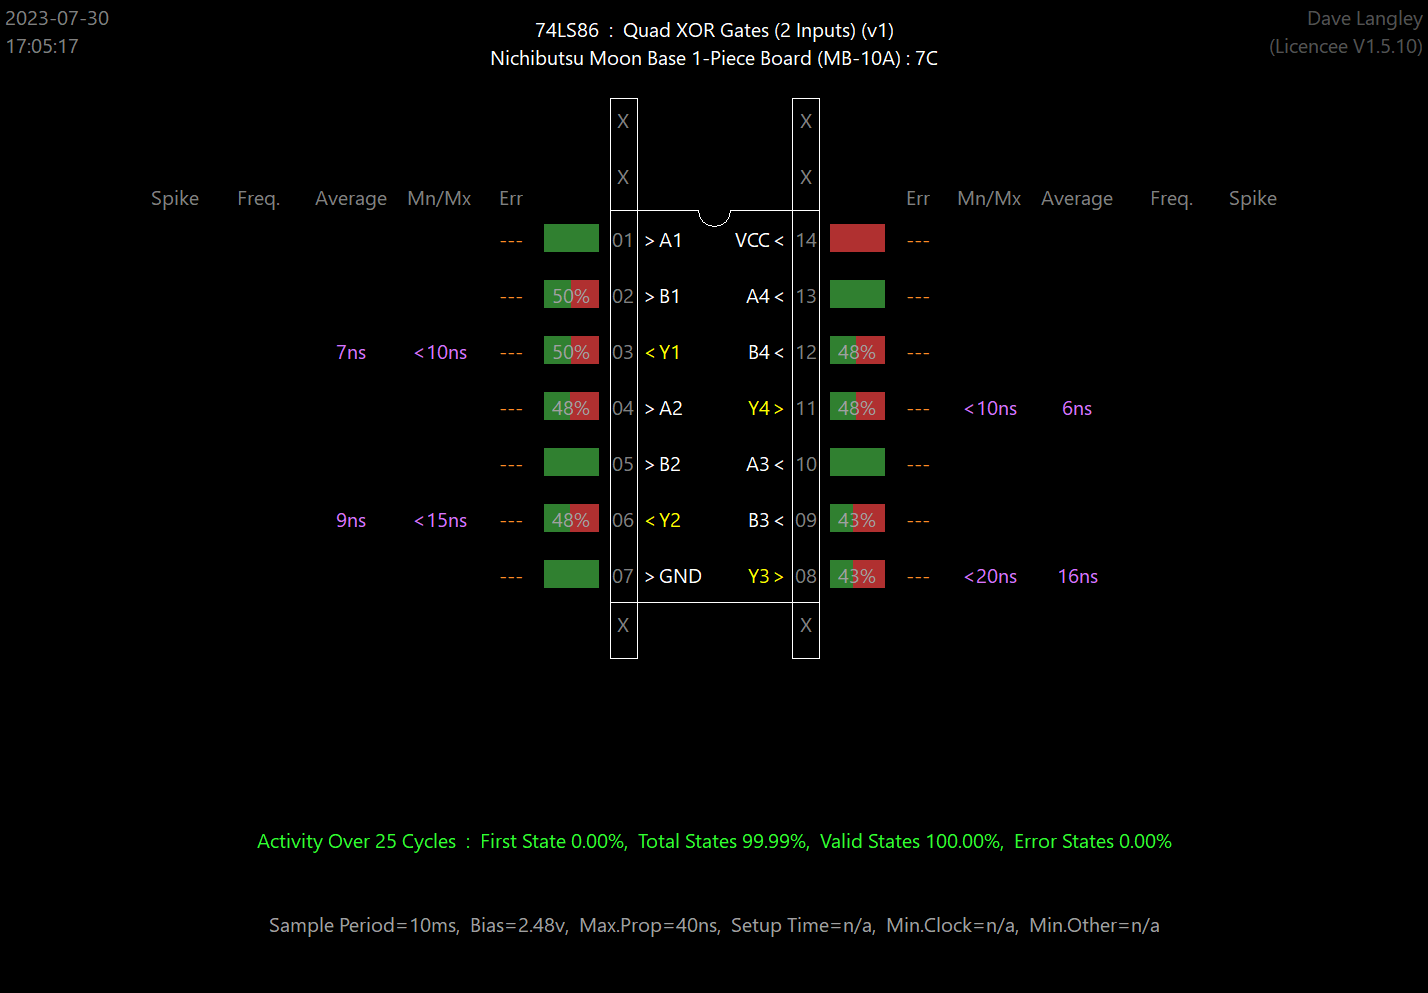 2023-07-30
17:05:17
74LS86 : Quad XOR Gates (2 Inputs) (v1)
Nichibutsu Moon Base 1-Piece Board (MB-10A) : 7C
Dave Langley
(Licencee V1.5.10)
X X
X X
Spike Freq. Average Mn/Mx Err Err Mn/Mx Average Freq. Spike
--- 01 > A1 VCC < 14 ---
--- 50% 02 > B1 A4 < 13 ---
7ns <10ns --- 50% 03 < Y1 B4 < 12 48% ---
--- 48% 04 > A2 Y4 > 11 48% --- <10ns 6ns
--- 05 > B2 A3 < 10 ---
9ns <15ns --- 48% 06 < Y2 B3 < 09 43% ---
--- 07 > GND Y3 > 08 43% --- <20ns 16ns
X X
Activity Over 25 Cycles : First State 0.00%, Total States 99.99%, Valid States 100.00%, Error States 0.00%
Sample Period=10ms, Bias=2.48v, Max.Prop=40ns, Setup Time=n/a, Min.Clock=n/a, Min.Other=n/a